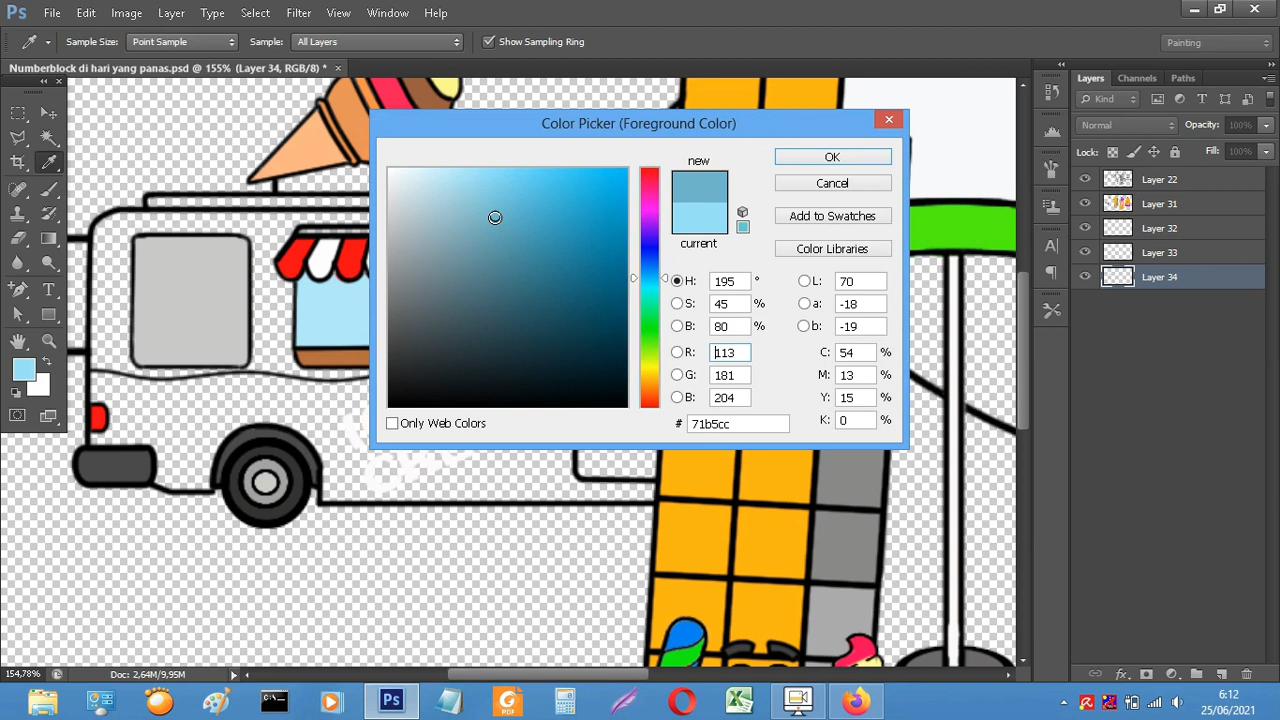 Ps File Edit Image Layer Type Select Filter View Window Help
Sample Size: Point Sample Sample: All Layers Show Sampling Ring Painting
Numberblock di hari yang panas.psd @ 155% (Layer 34, RGB/8) *
Layers Channels Paths
Kind
Normal Opacity: 100%
Lock: Fill: 100%
Layer 22
Layer 31
Layer 32
Layer 33
Layer 34
Color Picker (Foreground Color)
new
current
OK
Cancel
Add to Swatches
Color Libraries
H: 195 ° L: 70
S: 45 % a: -18
B: 80 % b: -19
R: 113 C: 54 %
G: 181 M: 13 %
B: 204 Y: 15 %
# 71b5cc K: 0 %
Only Web Colors
154,78% Doc: 2,64M/9,95M
Ps
PDF
6:12
25/06/2021